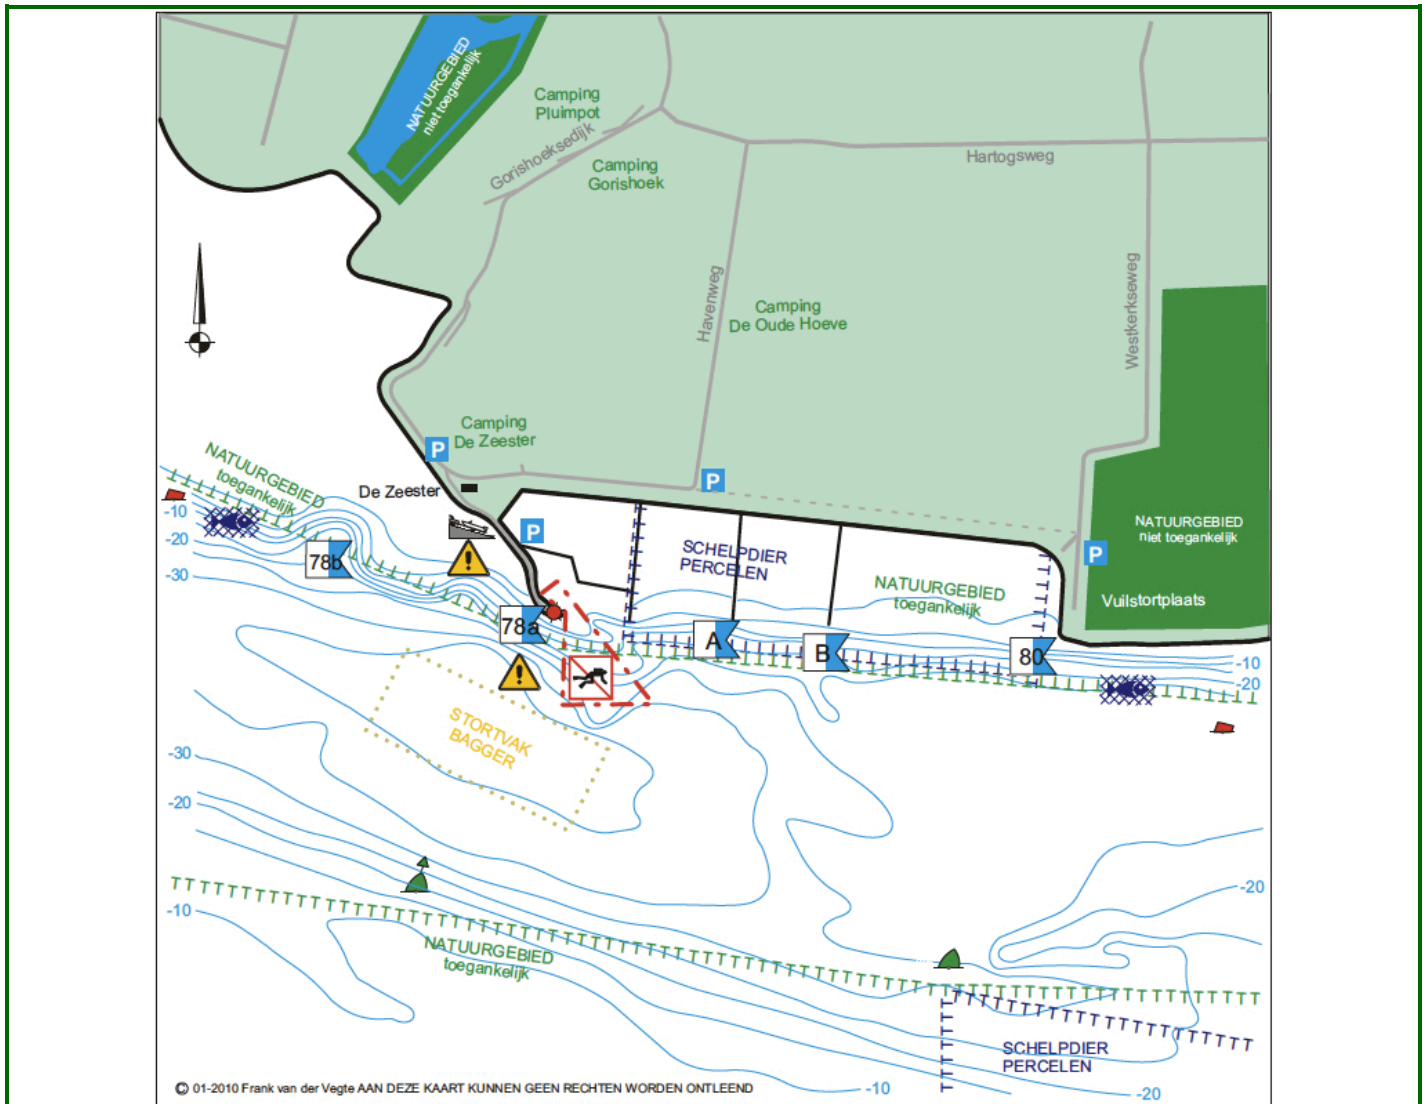 NATUURGEBIED
niet toegankelijk
Camping
Pluimpot
Gorishoeksedijk
Camping
Gorishoek
Hartogsweg
Havenweg
Westkerkseweg
Camping
De Oude Hoeve
Camping
De Zeester
P
NATUURGEBIED
toegankelijk
De Zeester
P
-10
-20
-30
78b
P
SCHELPDIER
PERCELEN
NATUURGEBIED
niet toegankelijk
P
NATUURGEBIED
toegankelijk
Vuilstortplaats
78a
A
B
80
-10
-20
STORTVAK
BAGGER
-30
-20
-10
-20
NATUURGEBIED
toegankelijk
SCHELPDIER
PERCELEN
© 01-2010 Frank van der Vegte AAN DEZE KAART KUNNEN GEEN RECHTEN WORDEN ONTLEEND
-10
-20